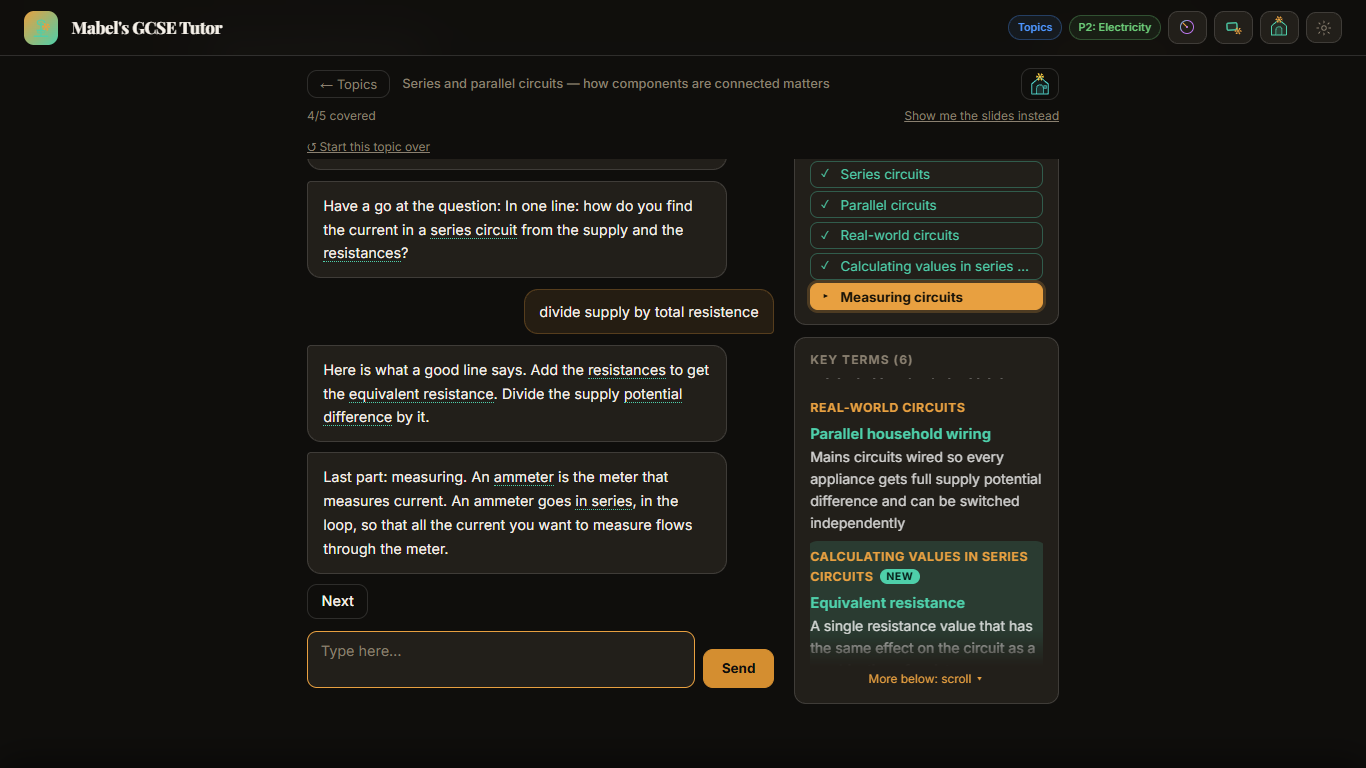 Mabel's GCSE Tutor
Topics
P2: Electricity
← Topics
Series and parallel circuits — how components are connected matters
4/5 covered
Show me the slides instead
↺ Start this topic over
Have a go at the question: In one line: how do you find
the current in a series circuit from the supply and the
resistances?
divide supply by total resistence
Here is what a good line says. Add the resistances to get
the equivalent resistance. Divide the supply potential
difference by it.
Last part: measuring. An ammeter is the meter that
measures current. An ammeter goes in series, in the
loop, so that all the current you want to measure flows
through the meter.
Next
Type here...
Send
✓ Series circuits
✓ Parallel circuits
✓ Real-world circuits
✓ Calculating values in series ...
▸ Measuring circuits
KEY TERMS (6)
REAL-WORLD CIRCUITS
Parallel household wiring
Mains circuits wired so every
appliance gets full supply potential
difference and can be switched
independently
CALCULATING VALUES IN SERIES
CIRCUITS NEW
Equivalent resistance
A single resistance value that has
the same effect on the circuit as a
More below: scroll ▾